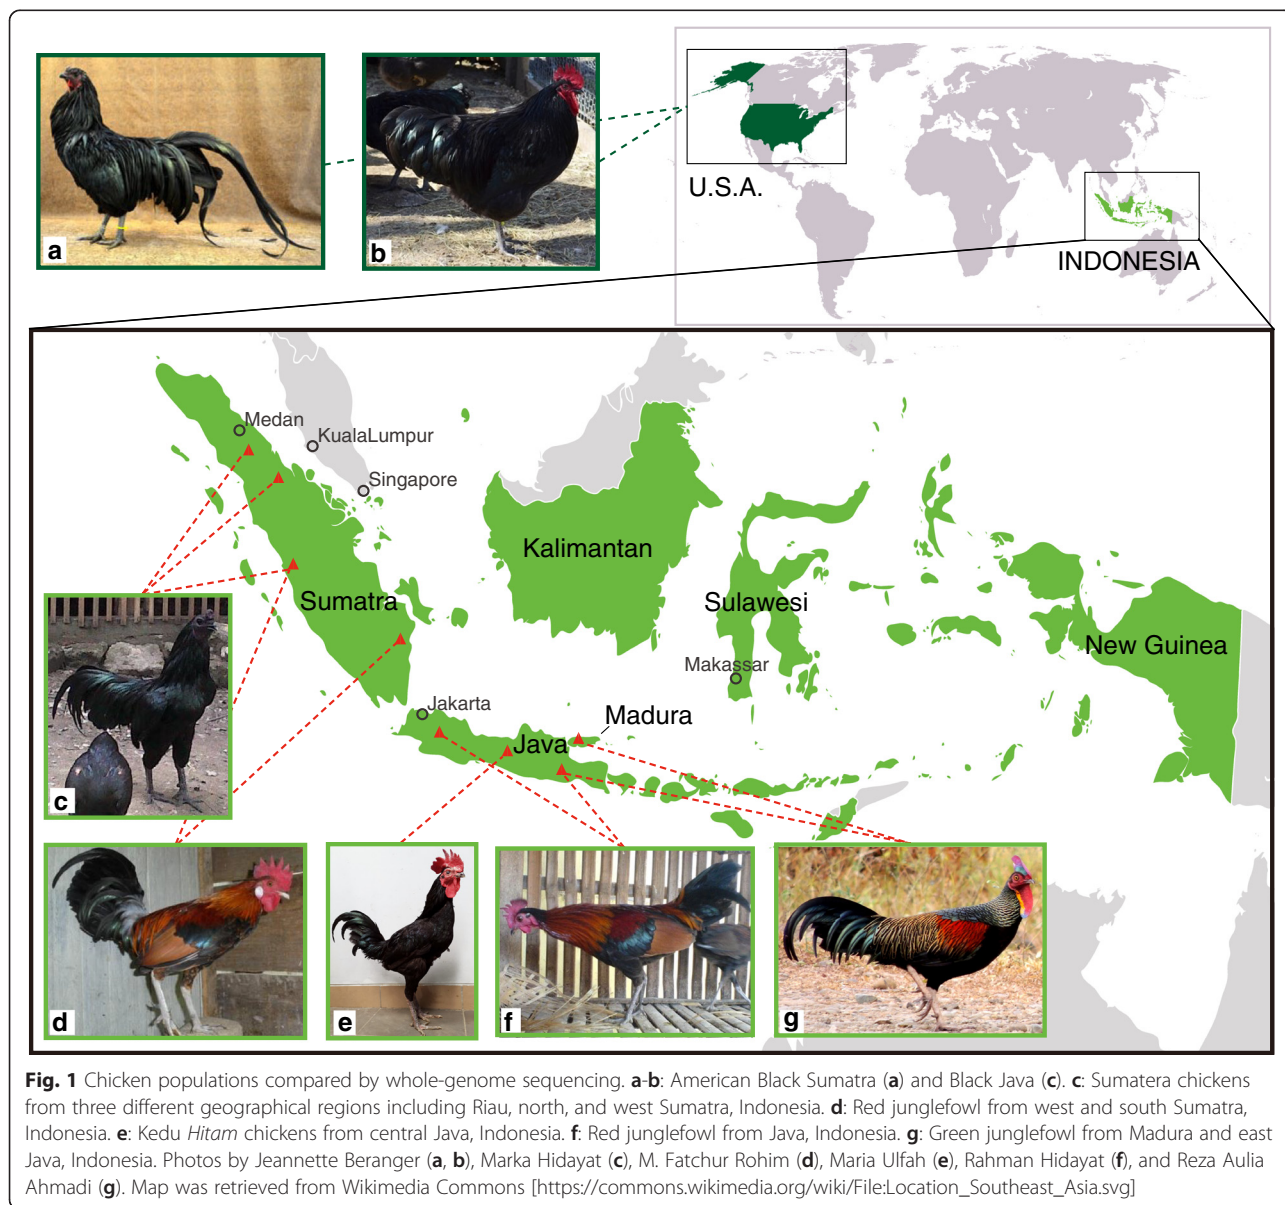 a
b
U.S.A.
INDONESIA
Medan
KualaLumpur
Singapore
Kalimantan
Sumatra
Sulawesi
New Guinea
Makassar
Jakarta
Madura
Java
c
d
e
f
g
Fig. 1 Chicken populations compared by whole-genome sequencing. a-b: American Black Sumatra (a) and Black Java (c). c: Sumatera chickens
from three different geographical regions including Riau, north, and west Sumatra, Indonesia. d: Red junglefowl from west and south Sumatra,
Indonesia. e: Kedu Hitam chickens from central Java, Indonesia. f: Red junglefowl from Java, Indonesia. g: Green junglefowl from Madura and east
Java, Indonesia. Photos by Jeannette Beranger (a, b), Marka Hidayat (c), M. Fatchur Rohim (d), Maria Ulfah (e), Rahman Hidayat (f), and Reza Aulia
Ahmadi (g). Map was retrieved from Wikimedia Commons [https://commons.wikimedia.org/wiki/File:Location_Southeast_Asia.svg]